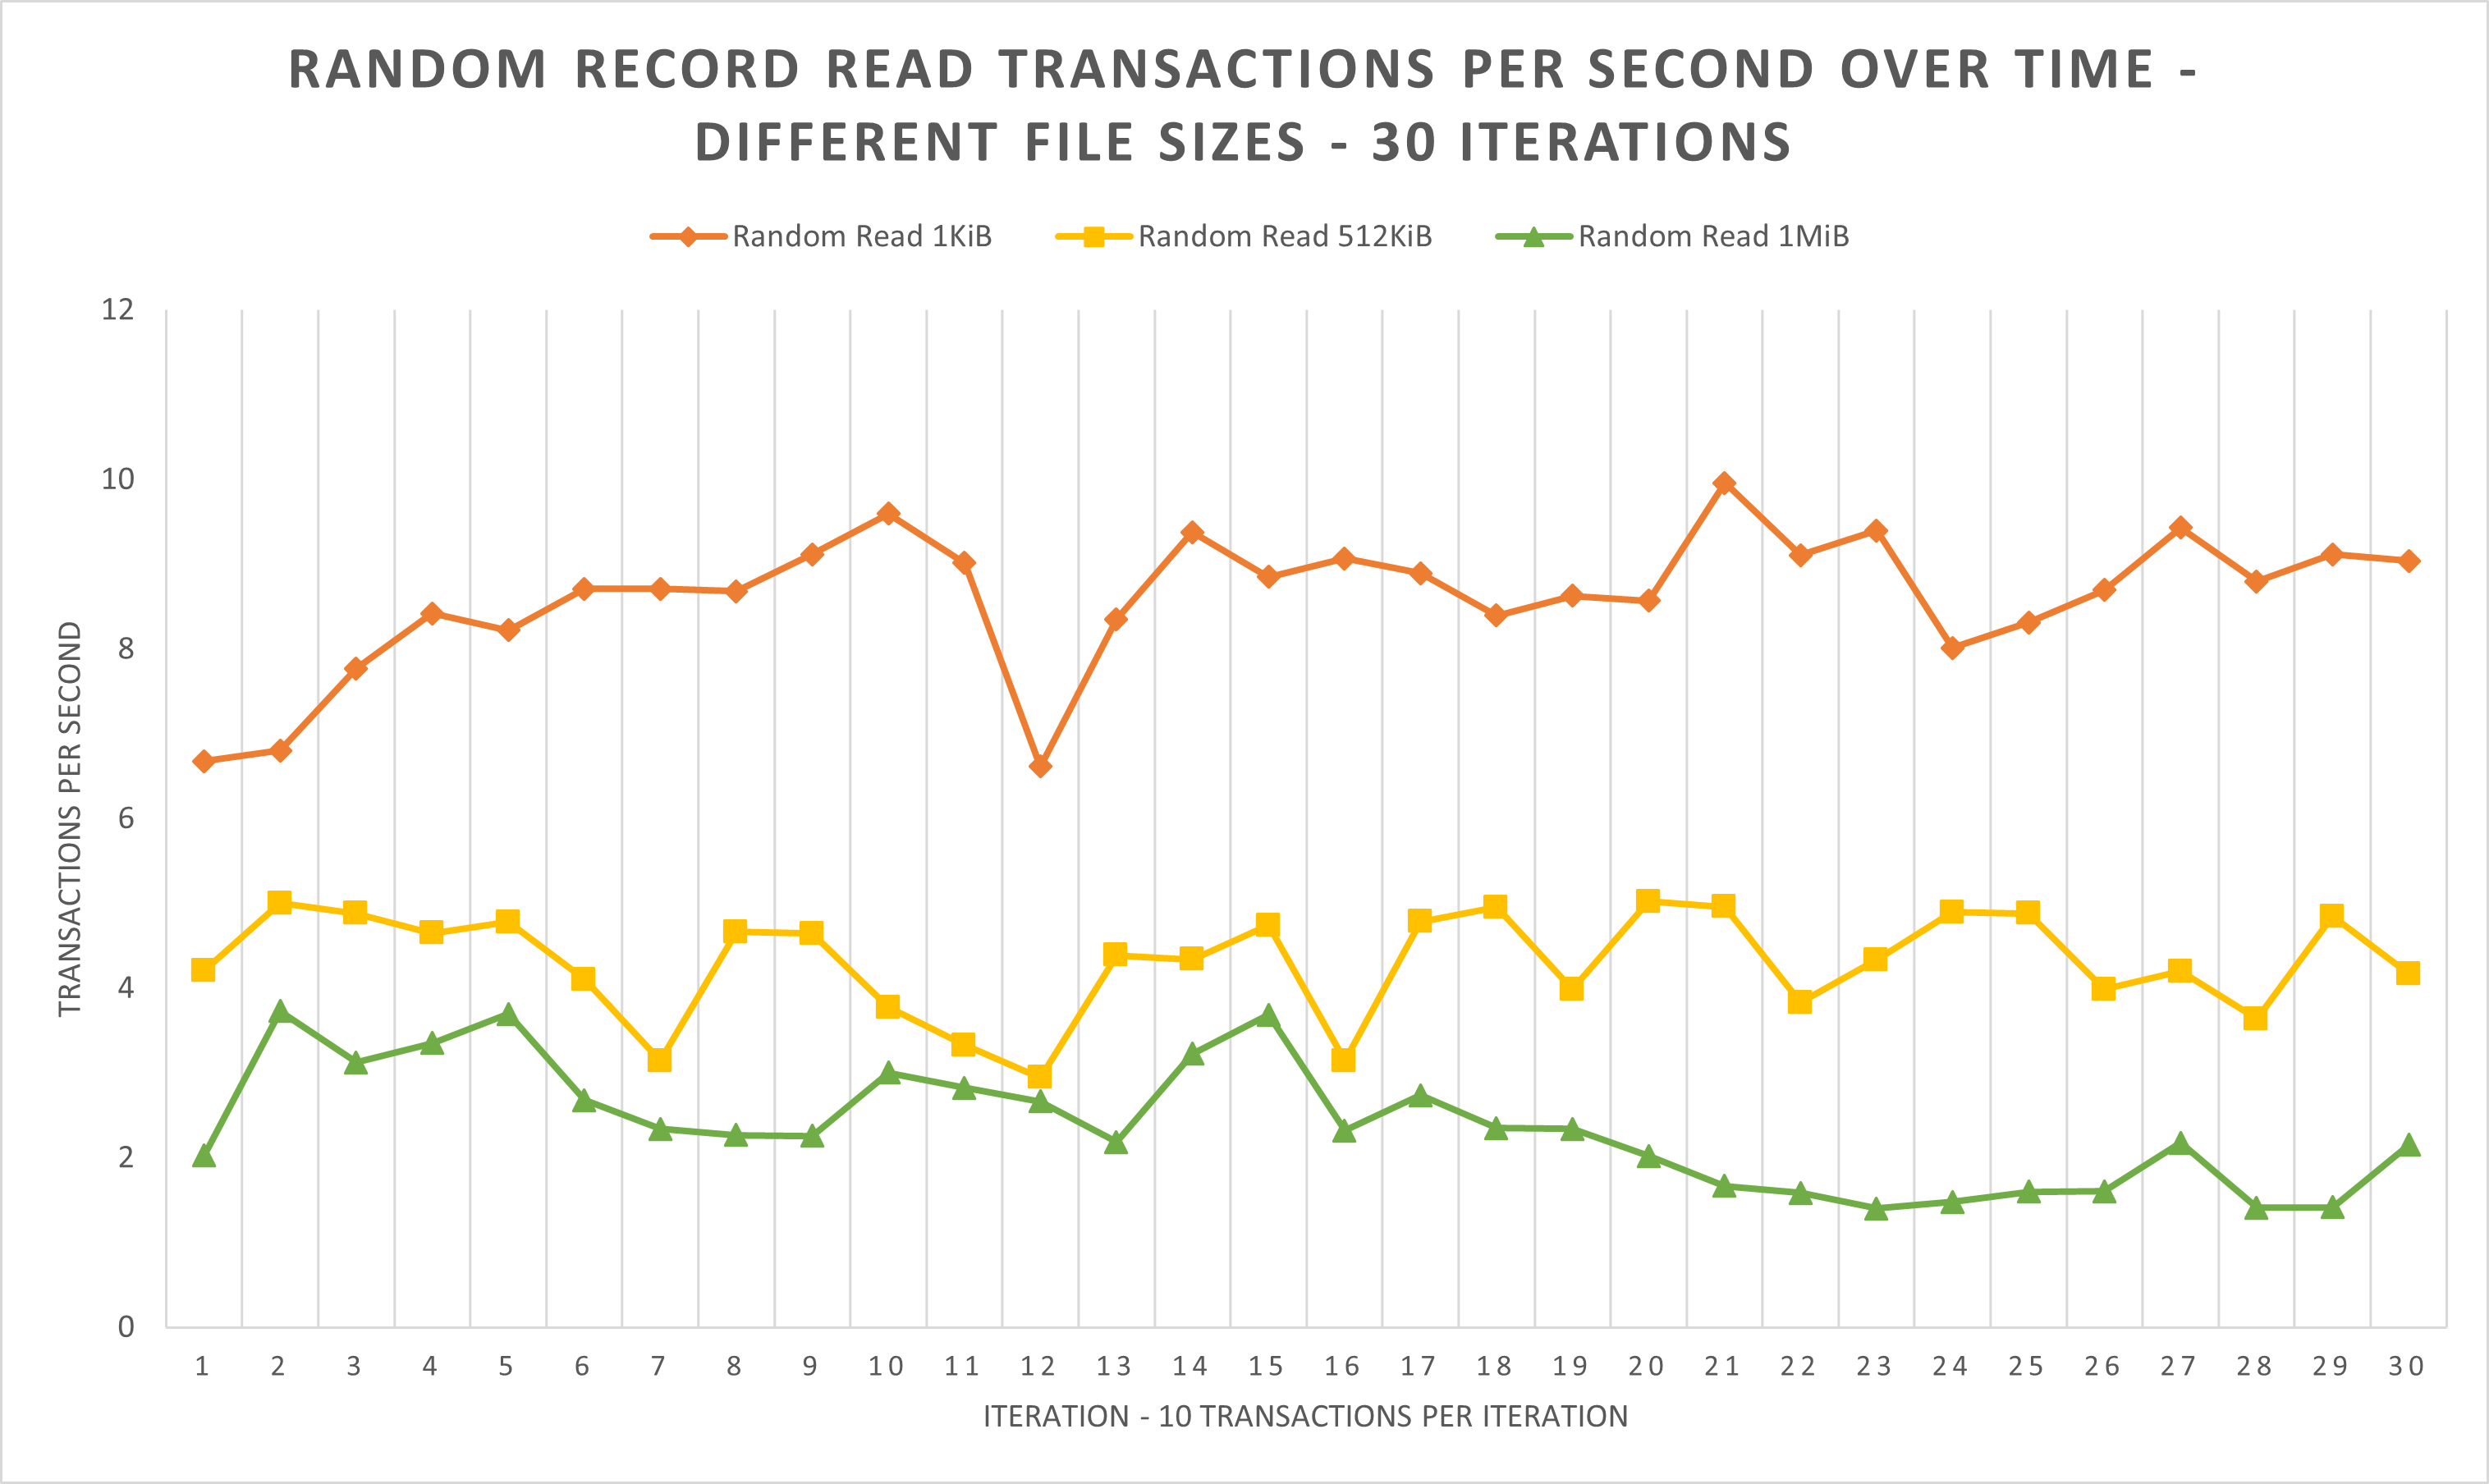 RANDOM RECORD READ TRANSACTIONS PER SECOND OVER TIME -
DIFFERENT FILE SIZES - 30 ITERATIONS
Random Read 1KiB
Random Read 512KiB
Random Read 1MiB
12
10
8
6
4
2
0
TRANSACTIONS PER SECOND
1 2 3 4 5 6 7 8 9 10 11 12 13 14 15 16 17 18 19 20 21 22 23 24 25 26 27 28 29 30
ITERATION - 10 TRANSACTIONS PER ITERATION